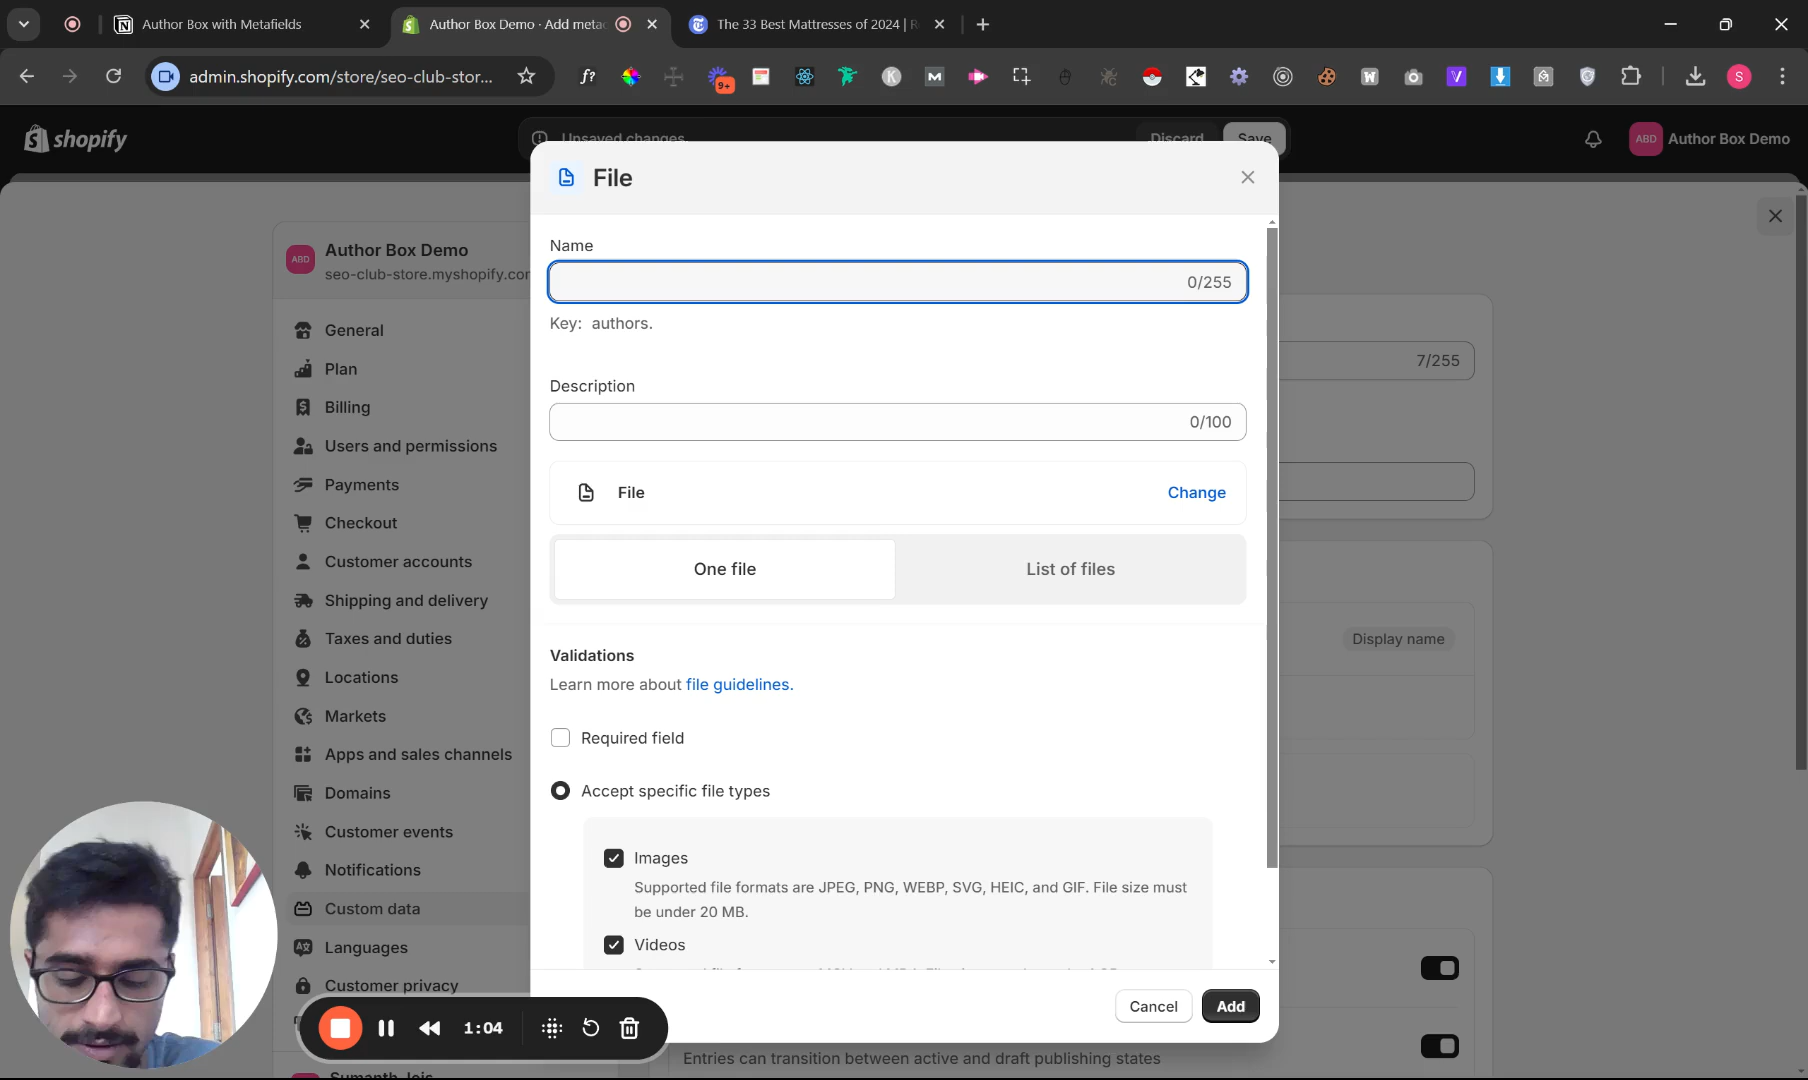 Author Box with Metafields
Author Box Demo · Add meta
The 33 Best Mattresses of 2024 | R
admin.shopify.com/store/seo-club-stor...
f?
9+
K
M
W
V
S
shopify
Unsaved changes
Discard
Save
ABD
Author Box Demo
File
ABD
Author Box Demo
seo-club-store.myshopify.com
General
Plan
Billing
Users and permissions
Payments
Checkout
Customer accounts
Shipping and delivery
Taxes and duties
Locations
Markets
Apps and sales channels
Domains
Customer events
Notifications
Custom data
Languages
Customer privacy
Sumanth Jois
Name
0/255
Key: authors.
Description
0/100
File
Change
One file
List of files
Validations
Learn more about file guidelines.
Required field
Accept specific file types
Images
Supported file formats are JPEG, PNG, WEBP, SVG, HEIC, and GIF. File size must
be under 20 MB.
Videos
Cancel
Add
7/255
Display name
Entries can transition between active and draft publishing states
1:04